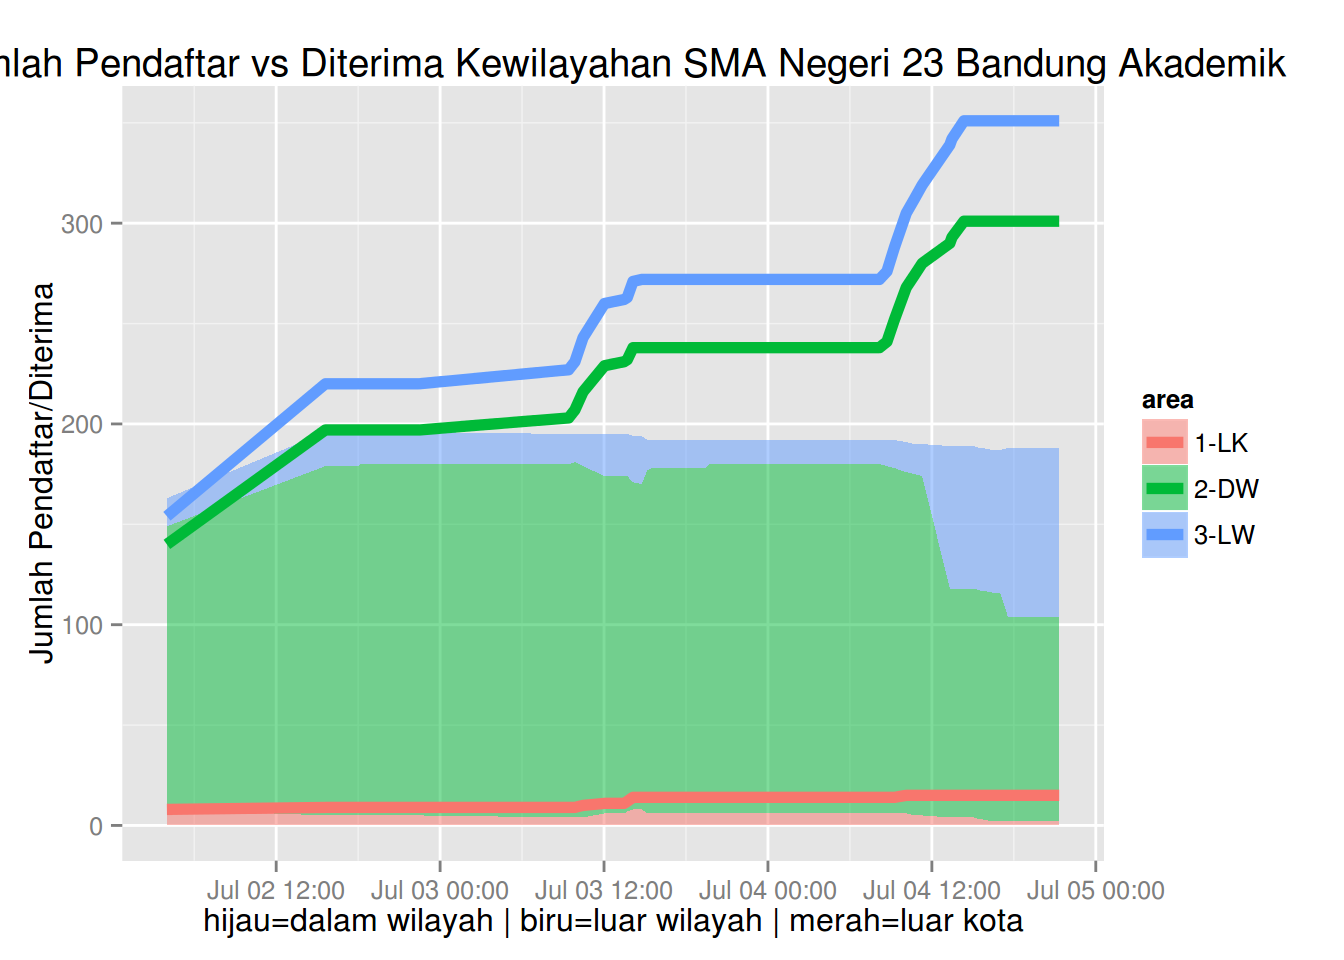 mlah Pendaftar vs Diterima Kewilayahan SMA Negeri 23 Bandung Akademik
Jumlah Pendaftar/Diterima
300
200
100
0
Jul 02 12:00
Jul 03 00:00
Jul 03 12:00
Jul 04 00:00
Jul 04 12:00
Jul 05 00:00
hijau=dalam wilayah | biru=luar wilayah | merah=luar kota
area
1-LK
2-DW
3-LW